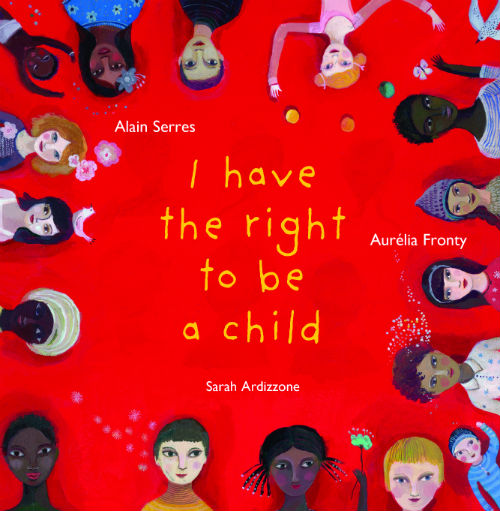 Alain Serres
I have
the right
to be
a child
Aurélia Fronty
Sarah Ardizzone